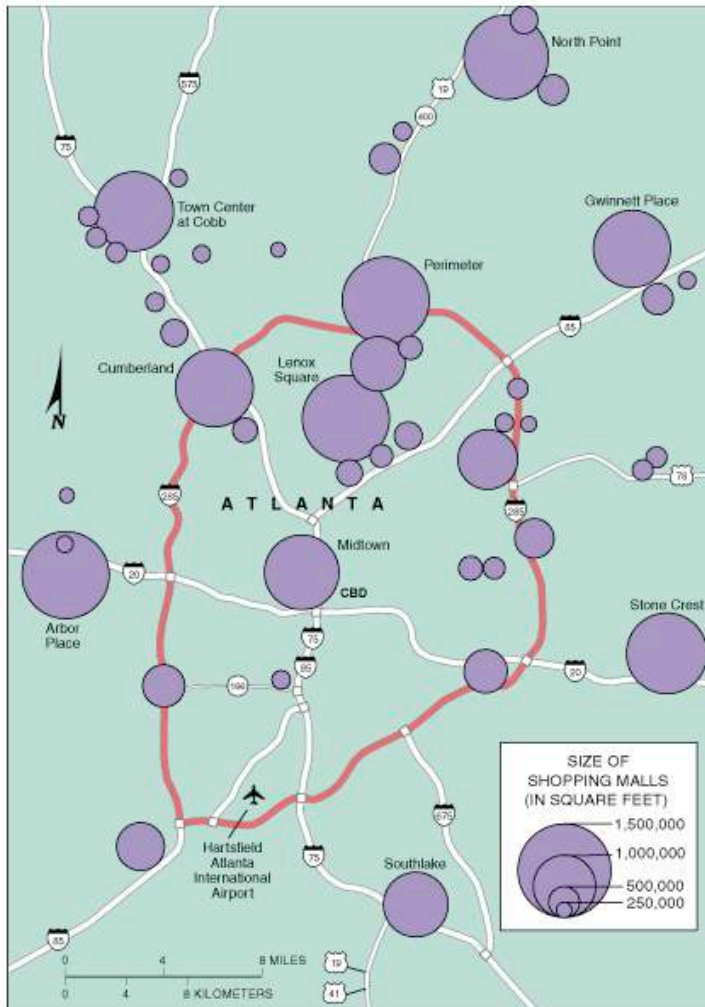 North Point
575
19
75
400
Town Center
at Cobb
Gwinnett Place
Perimeter
85
Cumberland
Lenox
Square
N
78
285
ATLANTA
285
Midtown
20
CBD
Arbor
Place
75
Stone Crest
85
166
20
SIZE OF
SHOPPING MALLS
(IN SQUARE FEET)
1,500,000
1,000,000
500,000
250,000
675
Hartsfield
Atlanta
International
Airport
75
Southlake
85
0 4 8 MILES
0 4 8 KILOMETERS
19
41